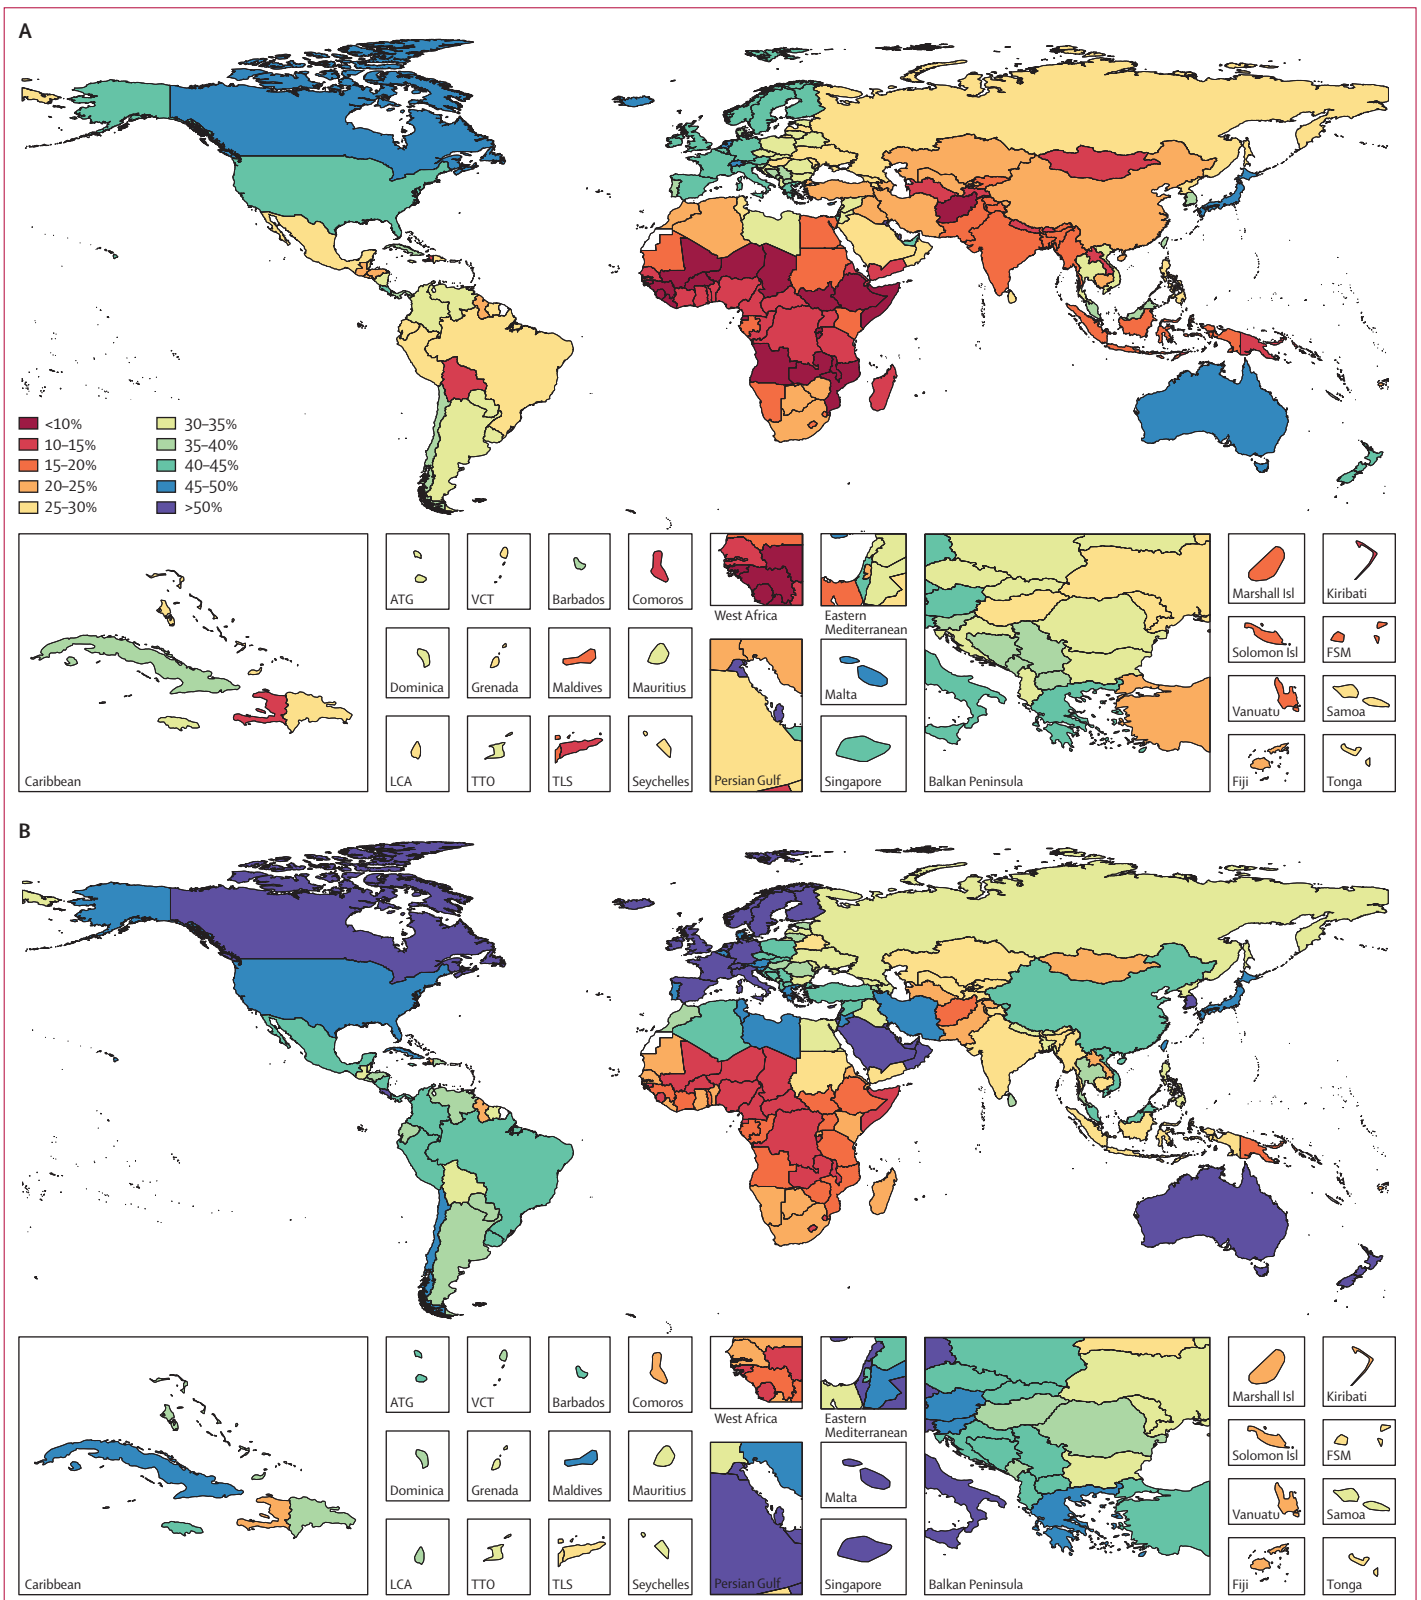 A
<10%
10–15%
15–20%
20–25%
25–30%
30–35%
35–40%
40–45%
45–50%
>50%
Caribbean
ATG
VCT
Barbados
Comoros
Dominica
Grenada
Maldives
Mauritius
LCA
TTO
TLS
Seychelles
West Africa
Eastern
Mediterranean
Persian Gulf
Malta
Singapore
Balkan Peninsula
Marshall Isl
Kiribati
Solomon Isl
FSM
Vanuatu
Samoa
Fiji
Tonga
B
Caribbean
ATG
VCT
Barbados
Comoros
Dominica
Grenada
Maldives
Mauritius
LCA
TTO
TLS
Seychelles
West Africa
Eastern
Mediterranean
Persian Gulf
Malta
Singapore
Balkan Peninsula
Marshall Isl
Kiribati
Solomon Isl
FSM
Vanuatu
Samoa
Fiji
Tonga